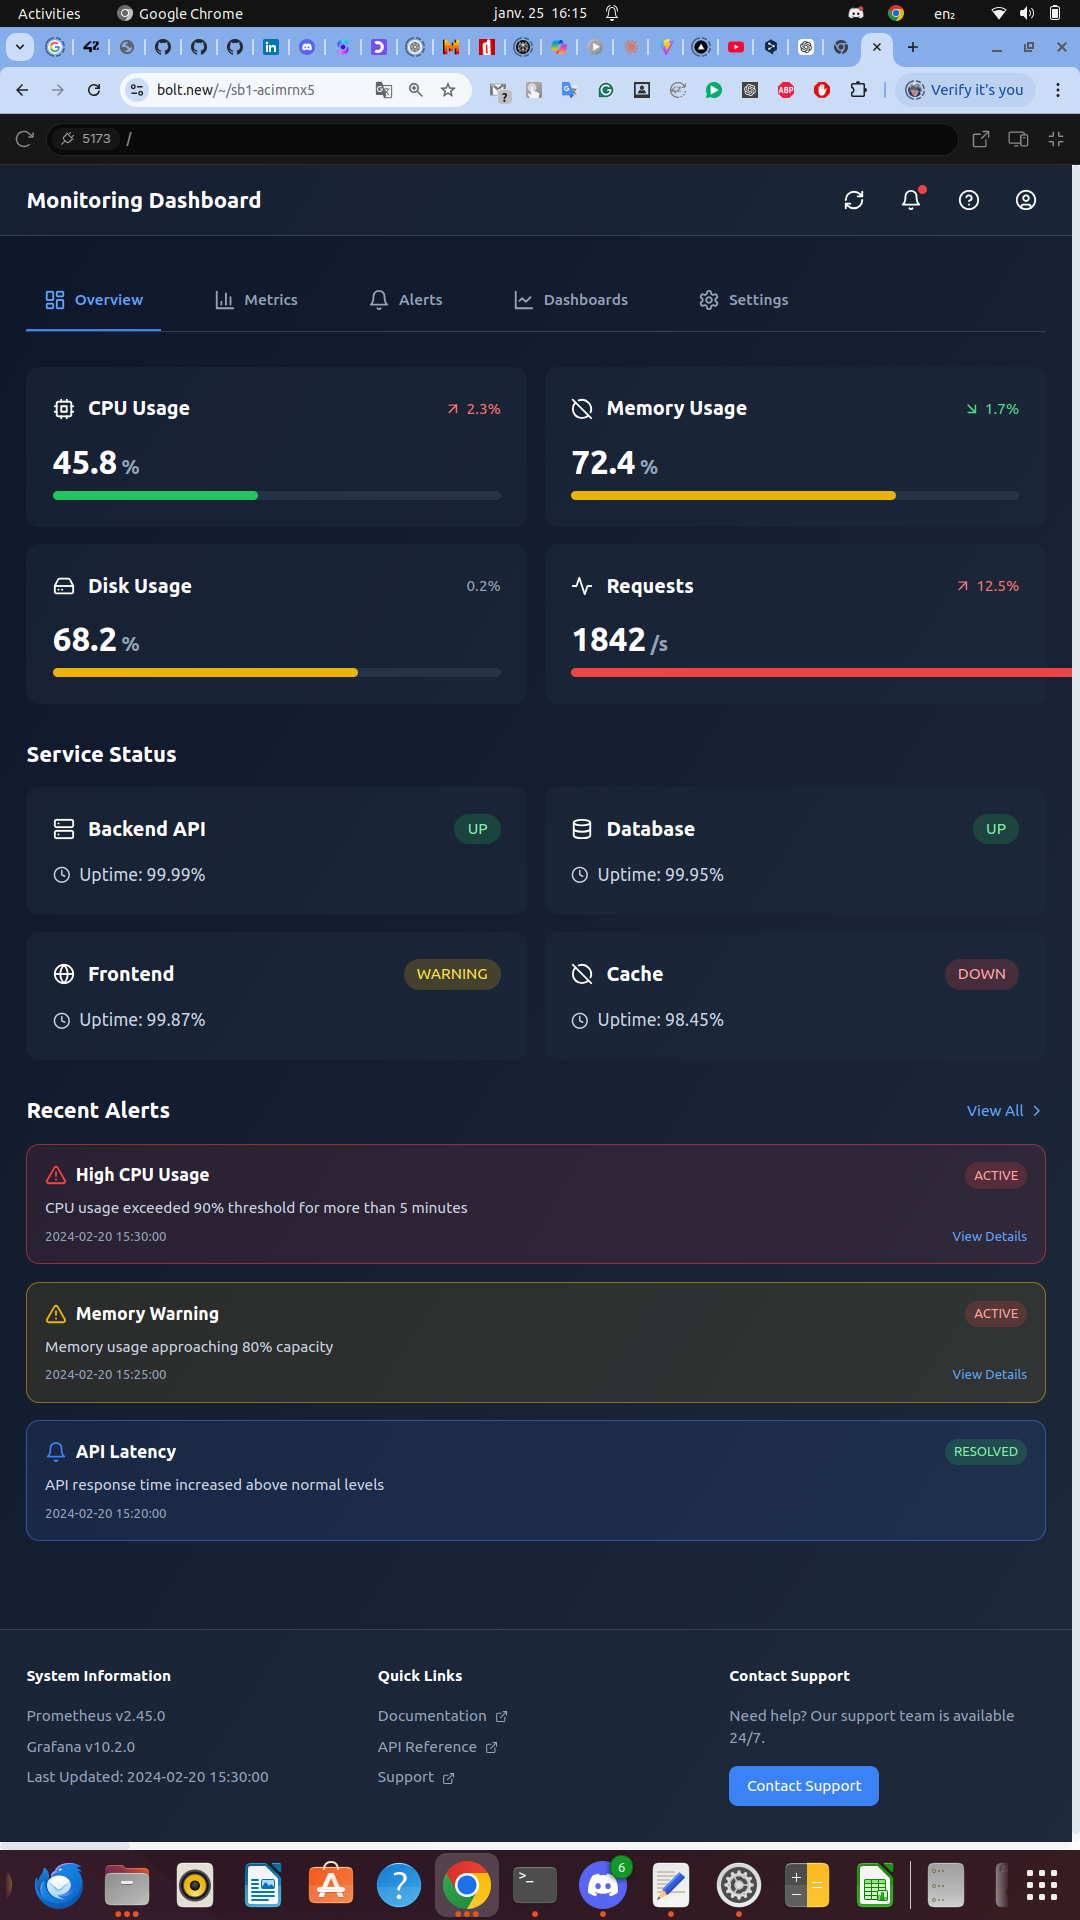 Activities
Google Chrome
janv. 25 16:15
en₂
bolt.new/~/sb1-acimrnx5
Verify it's you
5173 /
Monitoring Dashboard
Overview
Metrics
Alerts
Dashboards
Settings
CPU Usage
2.3%
45.8 %
Memory Usage
1.7%
72.4 %
Disk Usage
0.2%
68.2 %
Requests
12.5%
1842 /s
Service Status
Backend API
UP
Uptime: 99.99%
Database
UP
Uptime: 99.95%
Frontend
WARNING
Uptime: 99.87%
Cache
DOWN
Uptime: 98.45%
Recent Alerts
View All
High CPU Usage
ACTIVE
CPU usage exceeded 90% threshold for more than 5 minutes
2024-02-20 15:30:00
View Details
Memory Warning
ACTIVE
Memory usage approaching 80% capacity
2024-02-20 15:25:00
View Details
API Latency
RESOLVED
API response time increased above normal levels
2024-02-20 15:20:00
System Information
Prometheus v2.45.0
Grafana v10.2.0
Last Updated: 2024-02-20 15:30:00
Quick Links
Documentation
API Reference
Support
Contact Support
Need help? Our support team is available
24/7.
Contact Support
6